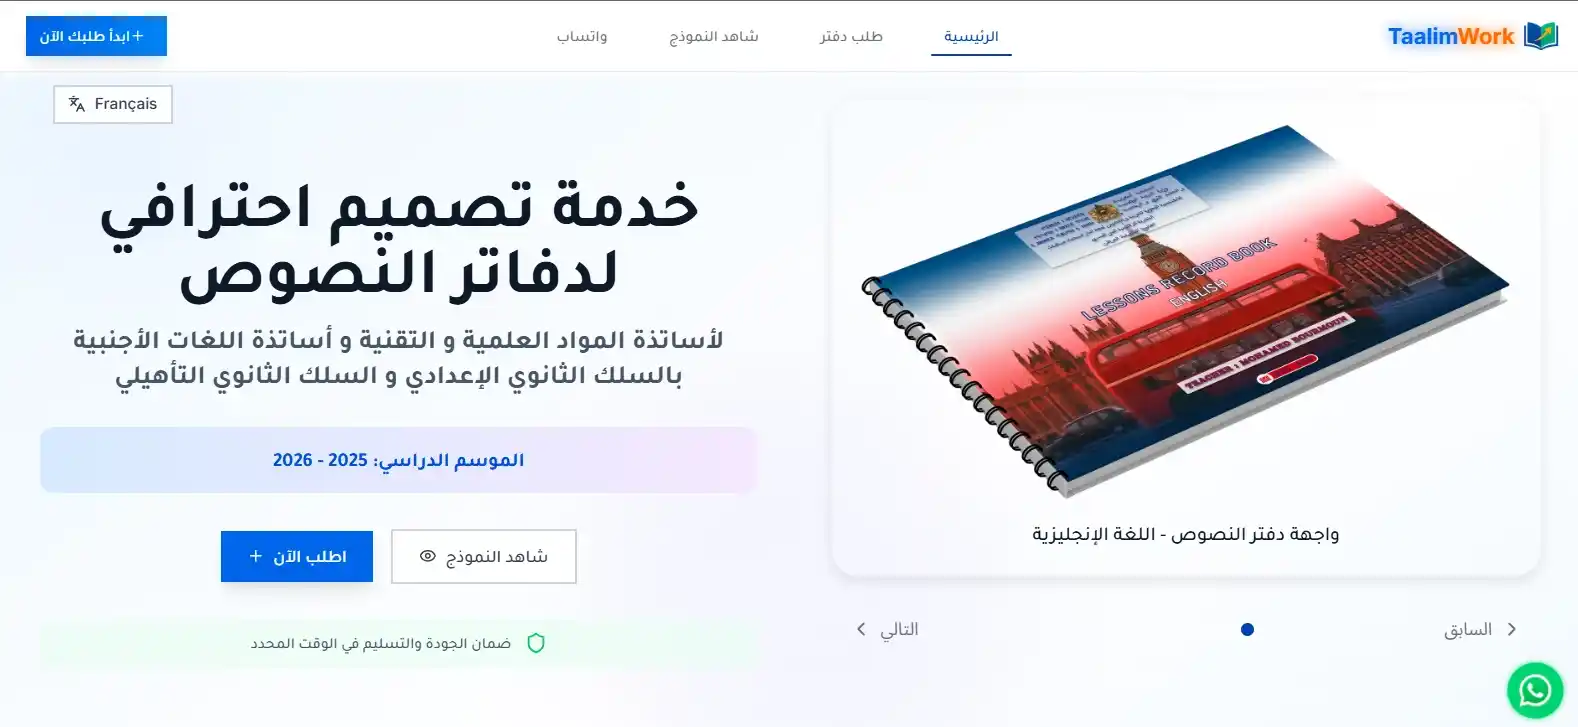 TaalimWork
الرئيسية
طلب دفتر
شاهد النموذج
واتساب
ابدأ طلبك الآن
Français
خدمة تصميم احترافي
لدفاتر النصوص
لأساتذة المواد العلمية و التقنية و أساتذة اللغات الأجنبية
بالسلك الثانوي الإعدادي و السلك الثانوي التأهيلي
الموسم الدراسي: 2025 - 2026
شاهد النموذج
اطلب الآن
ضمان الجودة والتسليم في الوقت المحدد
LESSONS RECORD BOOK
ENGLISH
TEACHER : MOHAMED BOURMOUN
واجهة دفتر النصوص - اللغة الإنجليزية
السابق
التالي